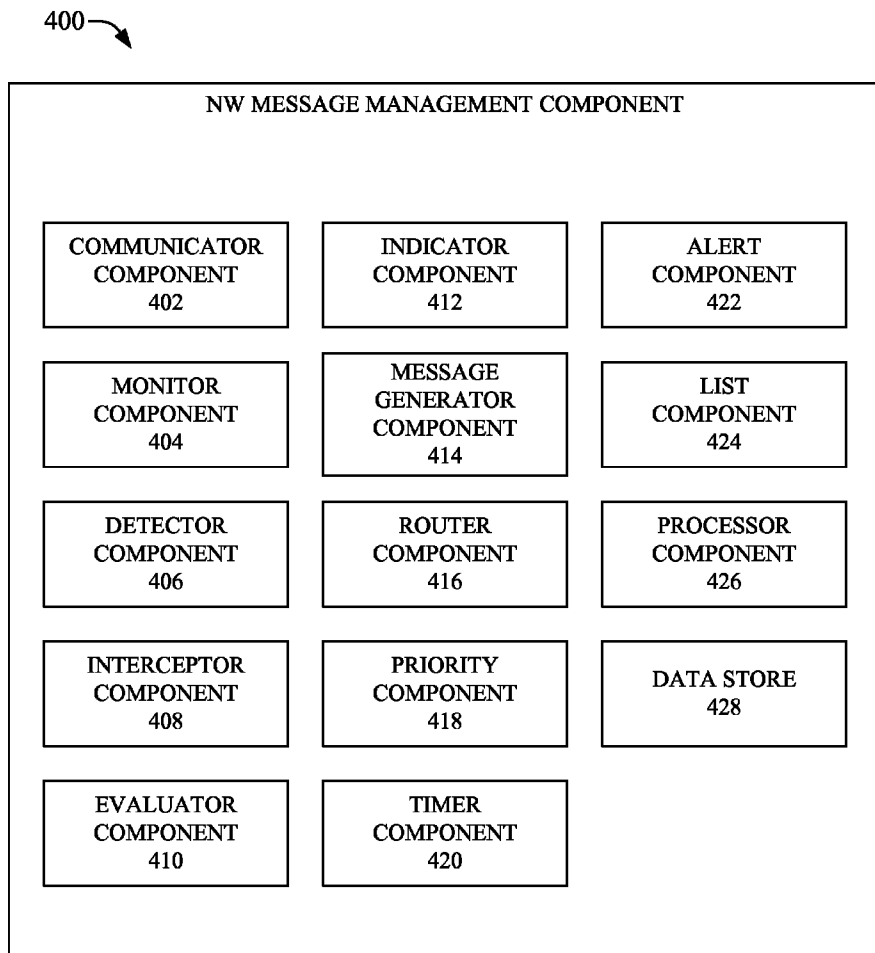 400
NW MESSAGE MANAGEMENT COMPONENT
COMMUNICATOR
COMPONENT
402
INDICATOR
COMPONENT
412
ALERT
COMPONENT
422
MONITOR
COMPONENT
404
MESSAGE
GENERATOR
COMPONENT
414
LIST
COMPONENT
424
DETECTOR
COMPONENT
406
ROUTER
COMPONENT
416
PROCESSOR
COMPONENT
426
INTERCEPTOR
COMPONENT
408
PRIORITY
COMPONENT
418
DATA STORE
428
EVALUATOR
COMPONENT
410
TIMER
COMPONENT
420